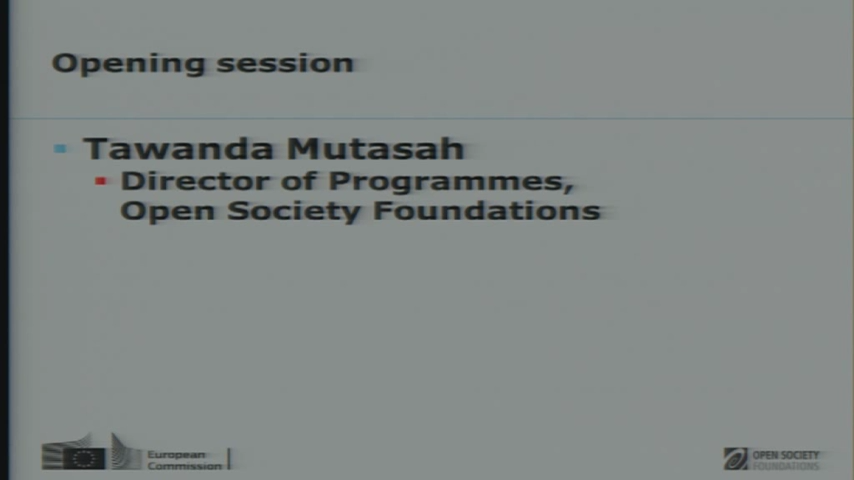 Opening session
Tawanda Mutasah
Director of Programmes,
Open Society Foundations
European
Commission
OPEN SOCIETY
FOUNDATIONS